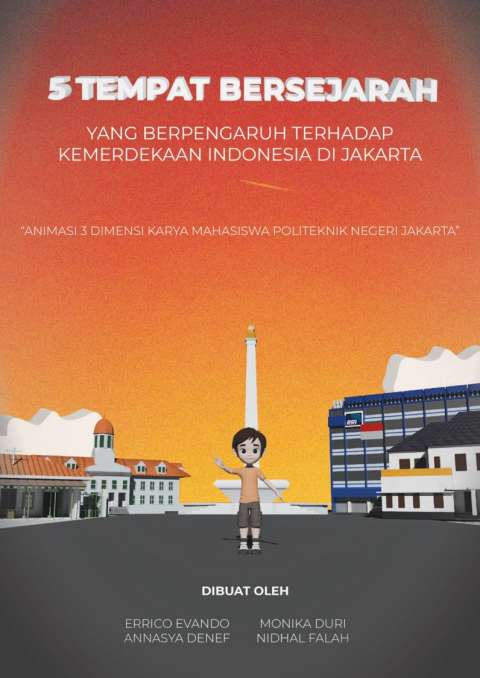 5 TEMPAT BERSEJARAH
YANG BERPENGARUH TERHADAP
KEMERDEKAAN INDONESIA DI JAKARTA
“ANIMASI 3 DIMENSI KARYA MAHASISWA POLITEKNIK NEGERI JAKARTA”
BSI
DIBUAT OLEH
ERRICO EVANDO
ANNASYA DENEF
MONIKA DURI
NIDHAL FALAH